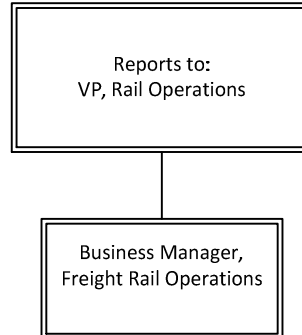 Reports to:
VP, Rail Operations
Business Manager,
Freight Rail Operations